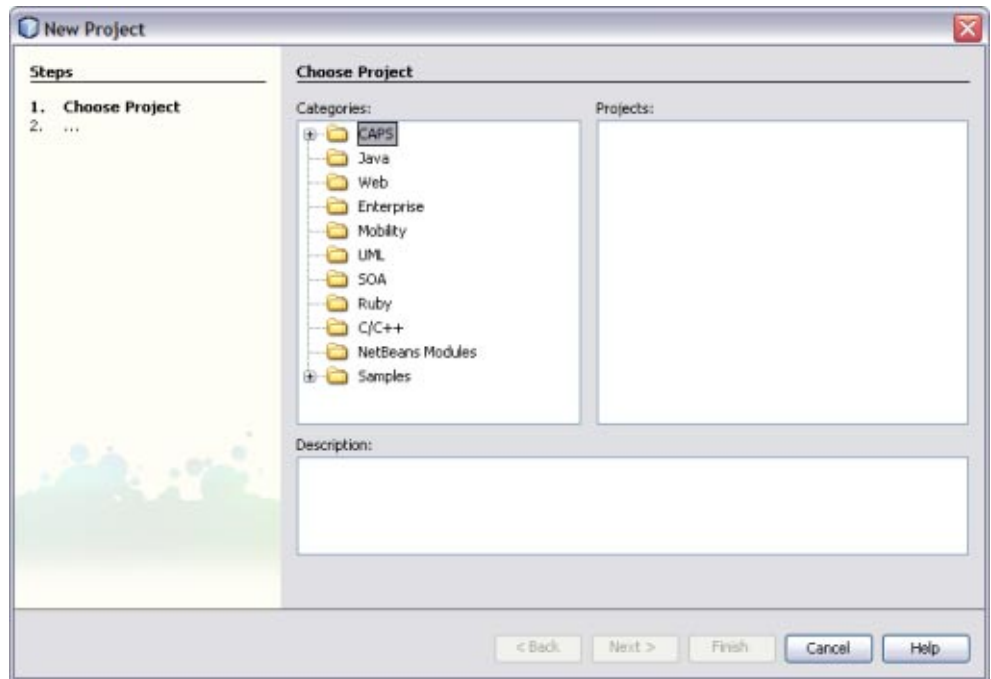 New Project
Steps
1. Choose Project
2. ...
Choose Project
Categories:
CAPS
Java
Web
Enterprise
Mobility
UML
SOA
Ruby
C/C++
NetBeans Modules
Samples
Projects:
Description:
< Back
Next >
Finish
Cancel
Help